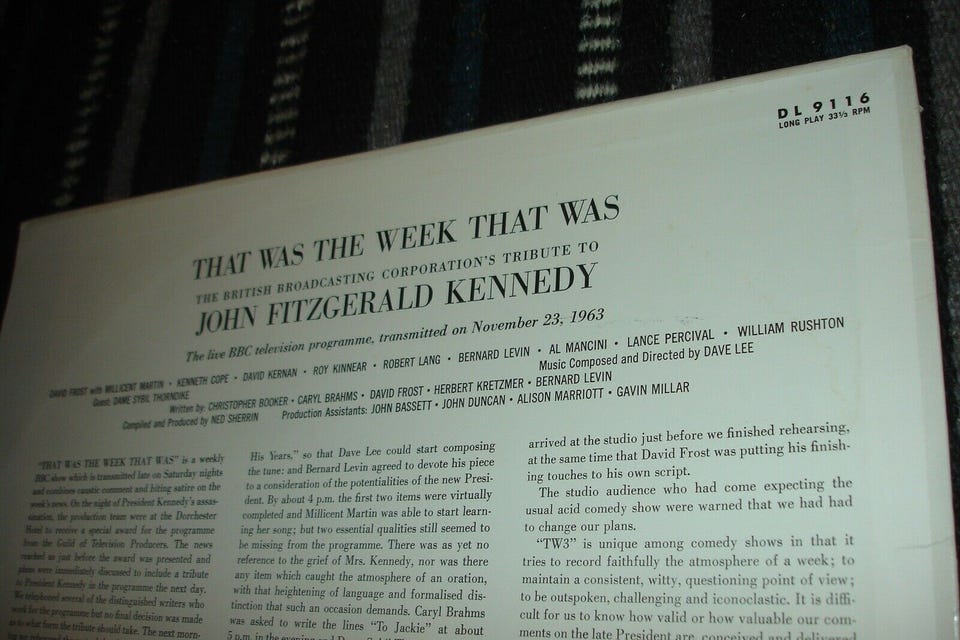 DL 9116
LONG PLAY 33⅓ RPM
THAT WAS THE WEEK THAT WAS
THE BRITISH BROADCASTING CORPORATION'S TRIBUTE TO
JOHN FITZGERALD KENNEDY
The live BBC television programme, transmitted on November 23, 1963
DAVID FROST with MILLICENT MARTIN • KENNETH COPE • DAVID KERNAN • ROY KINNEAR • ROBERT LANG • BERNARD LEVIN • AL MANCINI • LANCE PERCIVAL • WILLIAM RUSHTON
Guest: DAME SYBIL THORNDIKE Music Composed and Directed by DAVE LEE
Written by: CHRISTOPHER BOOKER • CARYL BRAHMS • DAVID FROST • HERBERT KRETZMER • BERNARD LEVIN
Compiled and Produced by NED SHERRIN Production Assistants: JOHN BASSETT • JOHN DUNCAN • ALISON MARRIOTT • GAVIN MILLAR
"THAT WAS THE WEEK THAT WAS" is a weekly
BBC show which is transmitted late on Saturday nights
and combines caustic comment and biting satire on the
week's news. On the night of President Kennedy's assas-
sination, the production team were at the Dorchester
Hotel to receive a special award for the programme
from the Guild of Television Producers. The news
reached us just before the award was presented and
plans were immediately discussed to include a tribute
to President Kennedy in the programme the next day.
We telephoned several of the distinguished writers who
work for the programme but no final decision was made
as to what form the tribute should take. The next morn-
His Years," so that Dave Lee could start composing
the tune: and Bernard Levin agreed to devote his piece
to a consideration of the potentialities of the new Presi-
dent. By about 4 p.m. the first two items were virtually
completed and Millicent Martin was able to start learn-
ing her song; but two essential qualities still seemed to
be missing from the programme. There was as yet no
reference to the grief of Mrs. Kennedy, nor was there
any item which caught the atmosphere of an oration,
with that heightening of language and formalised dis-
tinction that such an occasion demands. Caryl Brahms
was asked to write the lines "To Jackie" at about
5 p.m. in the evening and
arrived at the studio just before we finished rehearsing,
at the same time that David Frost was putting his finish-
ing touches to his own script.
The studio audience who had come expecting the
usual acid comedy show were warned that we had had
to change our plans.
"TW3" is unique among comedy shows in that it
tries to record faithfully the atmosphere of a week; to
maintain a consistent, witty, questioning point of view;
to be outspoken, challenging and iconoclastic. It is diffi-
cult for us to know how valid or how valuable our com-
ments on the late President are, conceived and delivered